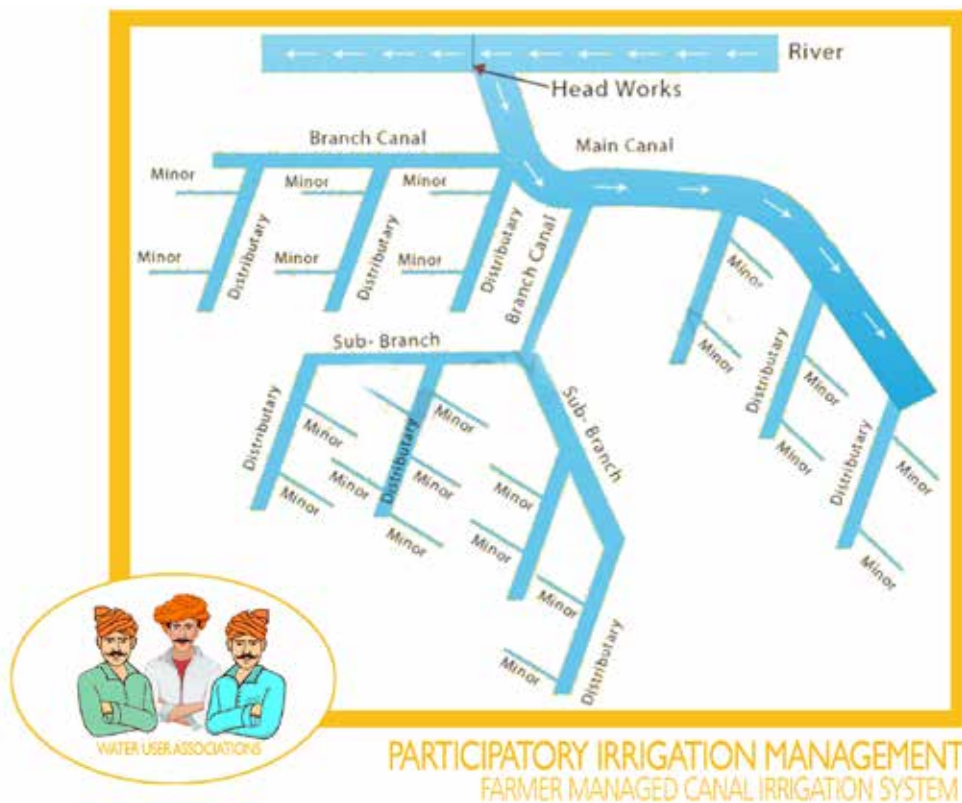 River
Head Works
Branch Canal
Main Canal
Minor
Minor
Minor
Distributary
Distributary
Distributary
Branch Canal
Minor
Minor
Minor
Minor
Minor
Sub- Branch
Minor
Distributary
Minor
Sub- Branch
Distributary
Minor
Minor
Distributary
Minor
Distributary
Minor
Minor
Minor
Minor
Minor
Minor
Minor
Minor
Minor
Minor
Distributary
Minor
WATER USER ASSOCIATIONS
PARTICIPATORY IRRIGATION MANAGEMENT
FARMER MANAGED CANAL IRRIGATION SYSTEM